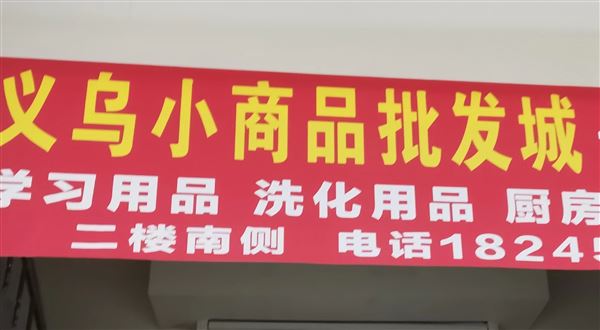 义乌小商品批发城
学习用品 洗化用品 厨房
二楼南侧 电话18245